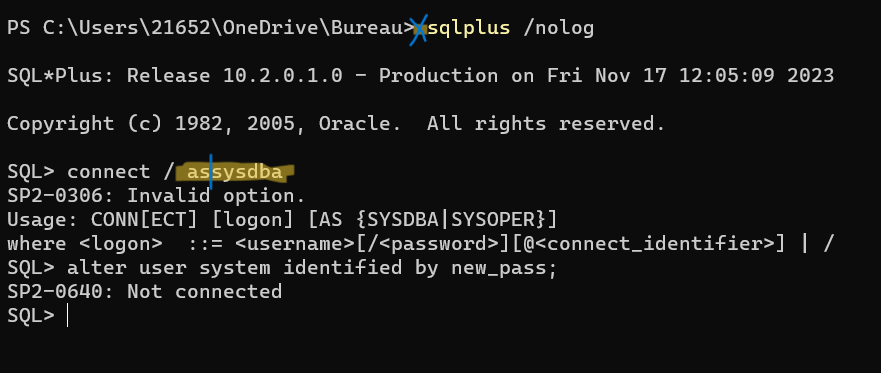 PS C:\Users\21652\OneDrive\Bureau> sqlplus /nolog
SQL*Plus: Release 10.2.0.1.0 - Production on Fri Nov 17 12:05:09 2023
Copyright (c) 1982, 2005, Oracle.  All rights reserved.
SQL> connect / assysdba
SP2-0306: Invalid option.
Usage: CONN[ECT] [logon] [AS {SYSDBA|SYSOPER}]
where <logon>  ::= <username>[/<password>][@<connect_identifier>] | /
SQL> alter user system identified by new_pass;
SP2-0640: Not connected
SQL>